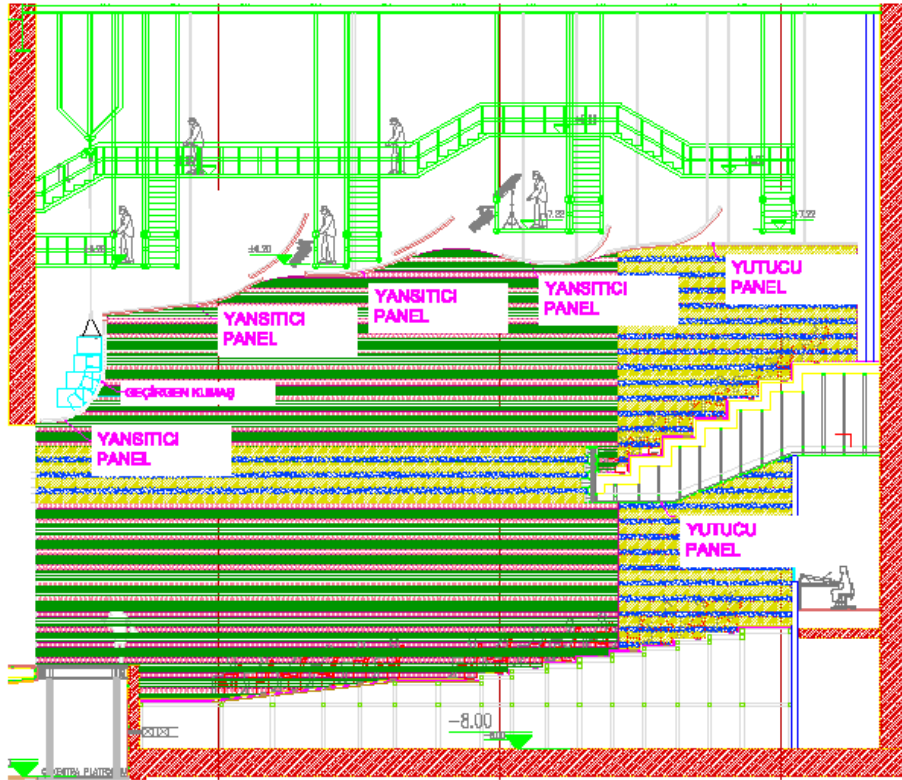 YUTUCU
PANEL
YANSITICI
PANEL
YANSITICI
PANEL
YANSITICI
PANEL
GEÇİRGEN KUMAŞ
YANSITICI
PANEL
YUTUCU
PANEL
-8.00